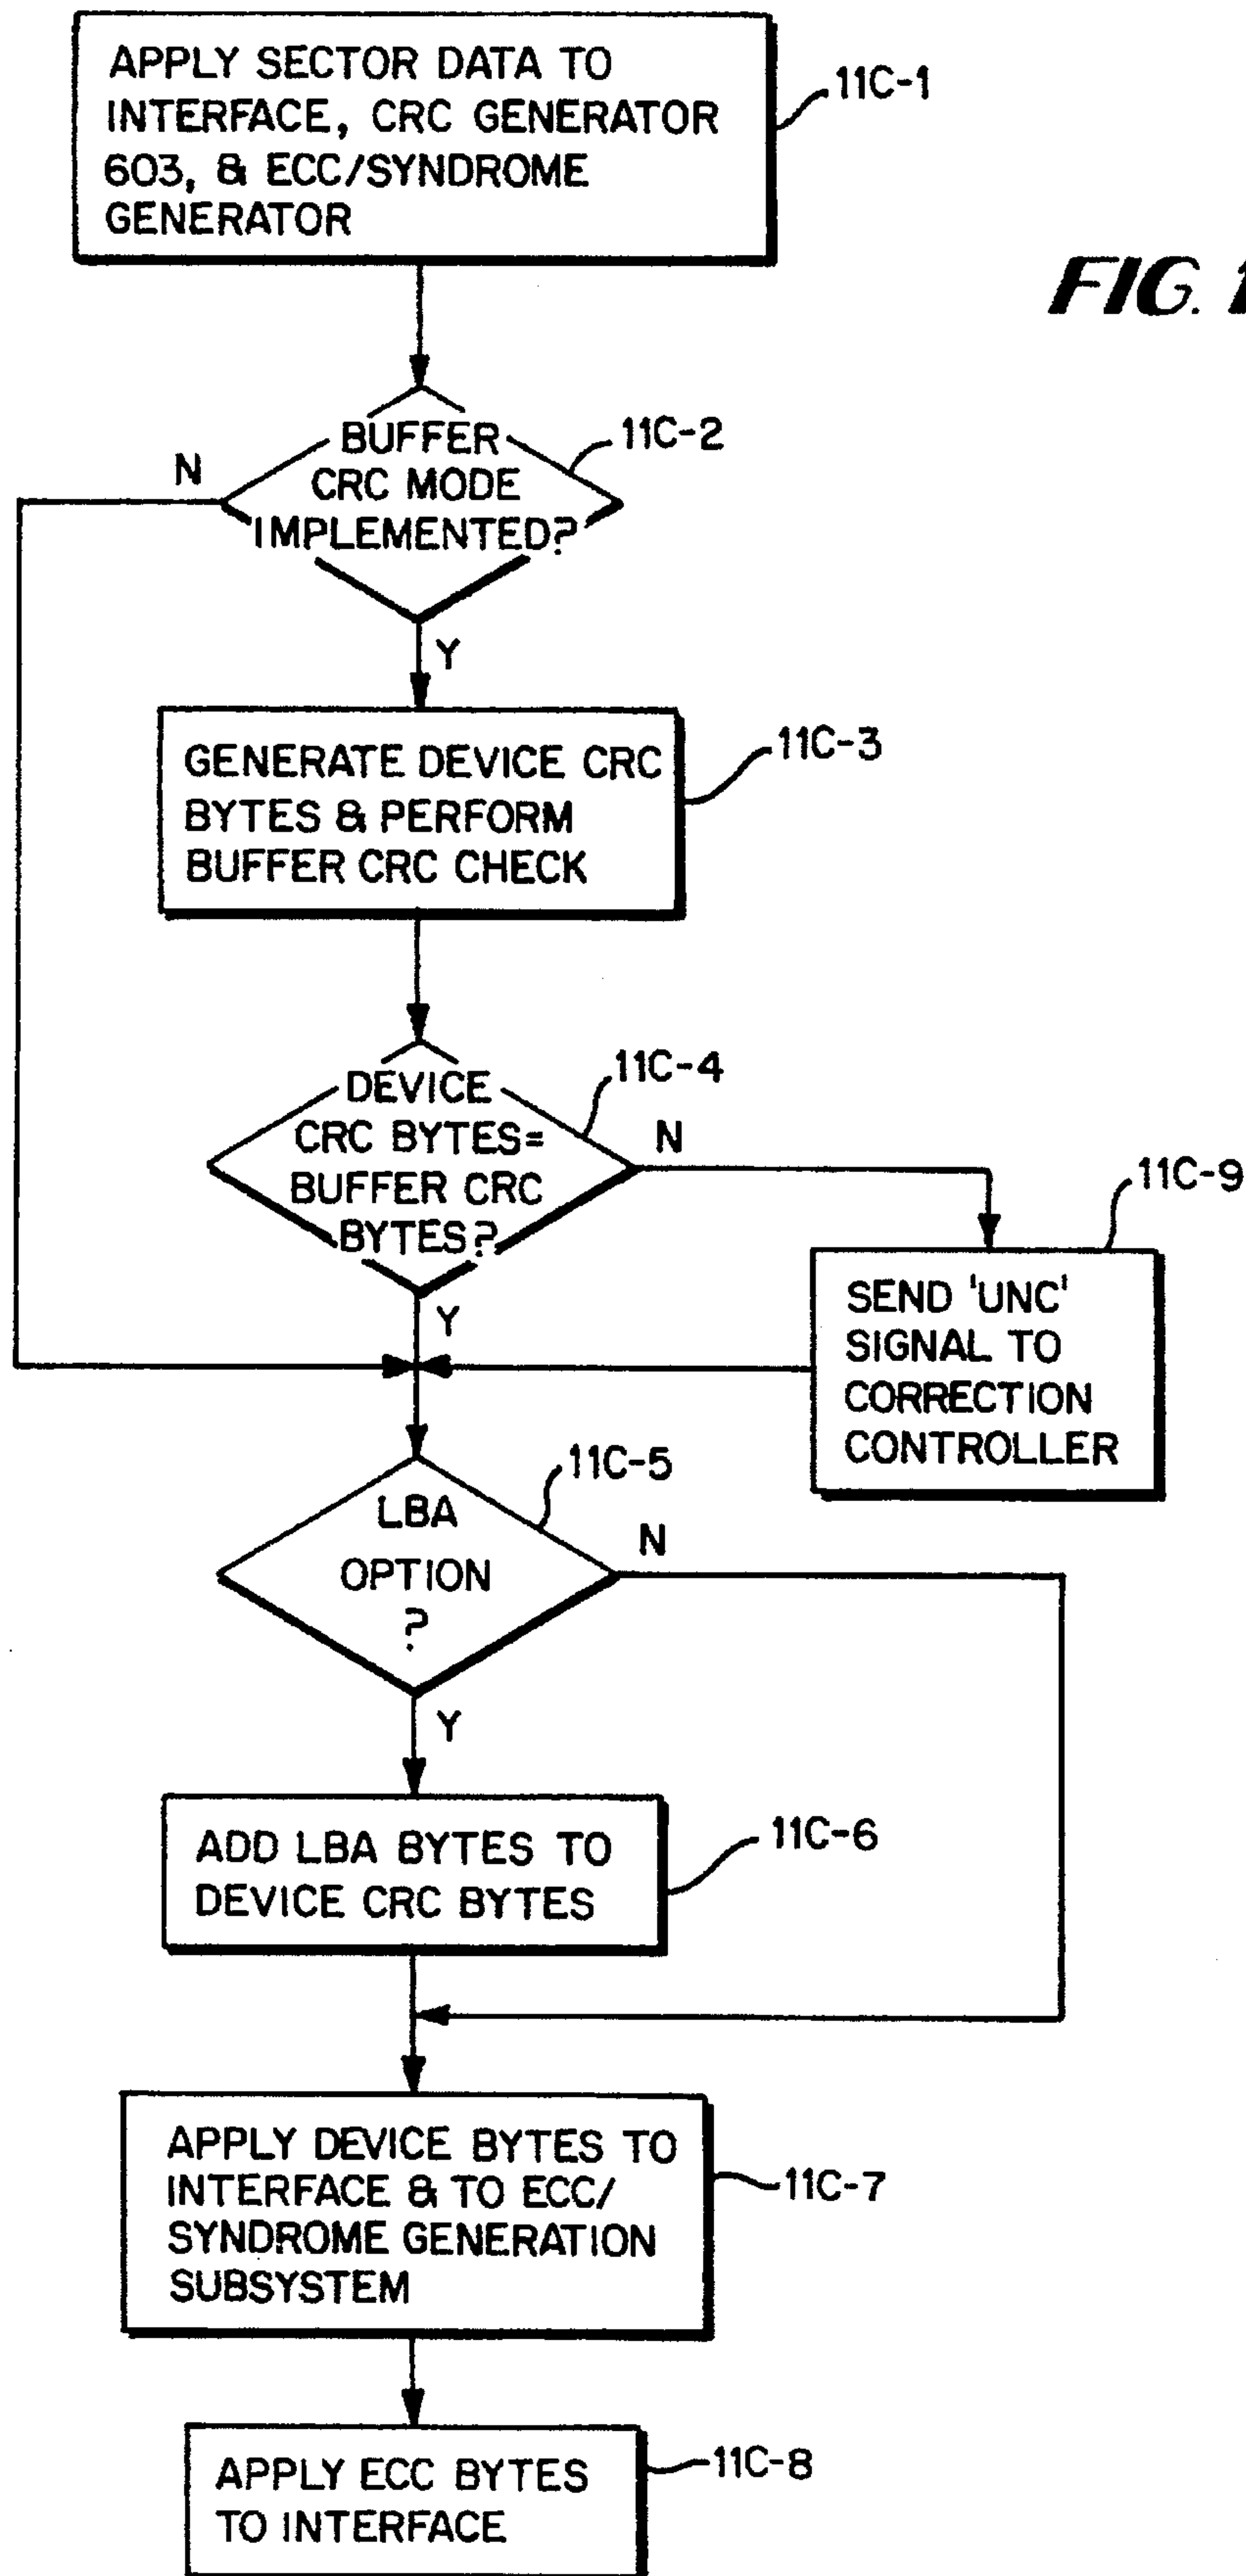 APPLY SECTOR DATA TO
INTERFACE, CRC GENERATOR
603, & ECC/SYNDROME
GENERATOR
11C-1
FIG. 1
BUFFER
CRC MODE
IMPLEMENTED?
11C-2
N
Y
GENERATE DEVICE CRC
BYTES & PERFORM
BUFFER CRC CHECK
11C-3
DEVICE
CRC BYTES=
BUFFER CRC
BYTES?
11C-4
N
Y
11C-9
SEND 'UNC'
SIGNAL TO
CORRECTION
CONTROLLER
LBA
OPTION
?
11C-5
N
Y
ADD LBA BYTES TO
DEVICE CRC BYTES
11C-6
APPLY DEVICE BYTES TO
INTERFACE & TO ECC/
SYNDROME GENERATION
SUBSYSTEM
11C-7
APPLY ECC BYTES
TO INTERFACE
11C-8